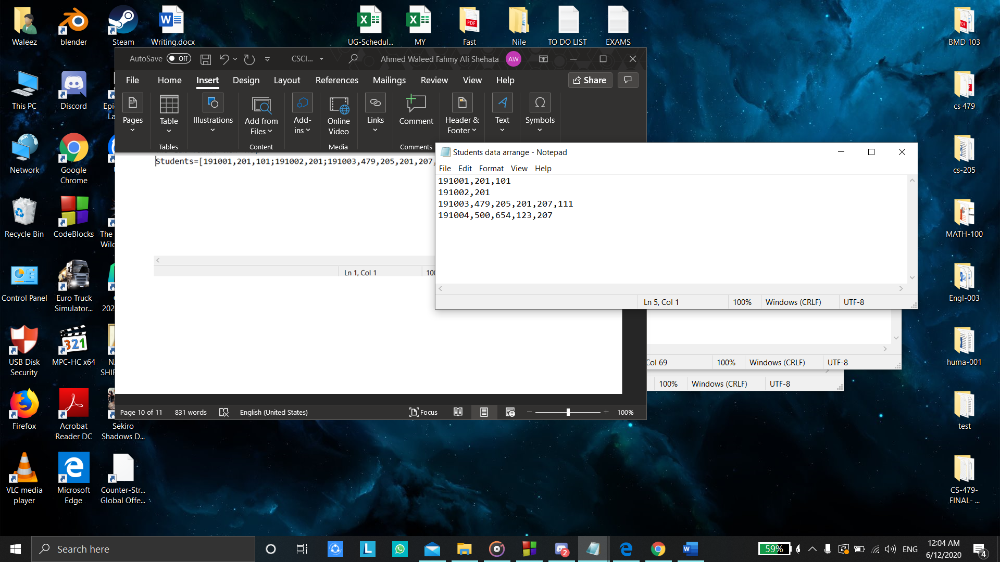 Waleez
blender
Steam
Writing.docx
UG-Schedul...
MY
Fast
Nile
TO DO LIST
EXAMS
BMD 103
This PC
Discord
cs 479
Network
Google
Chrome
cs-205
Recycle Bin
CodeBlocks
The
MATH-100
Control Panel
Euro Truck
Simulator...
Engl-003
USB Disk
Security
MPC-HC x64
huma-001
Firefox
Acrobat
Reader DC
Sekiro
Shadows D...
test
VLC media
player
Microsoft
Edge
Counter-Str...
Global Offe...
CS-479-
FINAL- ...
AutoSave Off
CSCI...
Ahmed Waleed Fahmy Ali Shehata AW
File Home Insert Design Layout References Mailings Review View Help
Share
Pages
Table
Illustrations
Add from
Files
Add-
ins
Online
Video
Links
Comment
Header &
Footer
Text
Symbols
Tables
Content
Media
Comments
Students=[191001,201,101;191002,201;191003,479,205,201,207,
Ln 1, Col 1
Page 10 of 11 831 words English (United States) Focus 100%
Students data arrange - Notepad
File Edit Format View Help
191001,201,101
191002,201
191003,479,205,201,207,111
191004,500,654,123,207
Ln 5, Col 1 100% Windows (CRLF) UTF-8
Col 69 100% Windows (CRLF) UTF-8
100% Windows (CRLF) UTF-8
Search here
2
59%
ENG
12:04 AM
6/12/2020
4